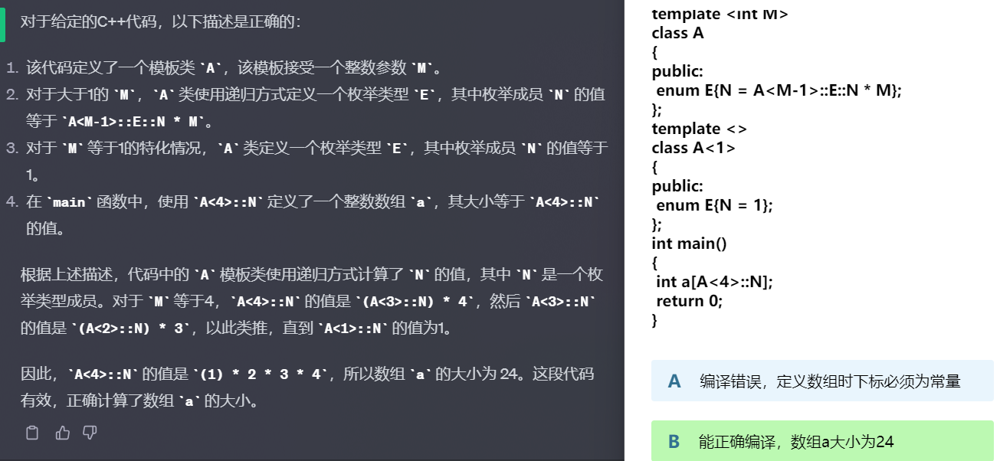 对于给定的C++代码，以下描述是正确的：
1. 该代码定义了一个模板类 `A`，该模板接受一个整数参数 `M`。
2. 对于大于1的 `M`，`A` 类使用递归方式定义一个枚举类型 `E`，其中枚举成员 `N` 的值
等于 `A<M-1>::E::N * M`。
3. 对于 `M` 等于1的特化情况，`A` 类定义一个枚举类型 `E`，其中枚举成员 `N` 的值等于
1。
4. 在 `main` 函数中，使用 `A<4>::N` 定义了一个整数数组 `a`，其大小等于 `A<4>::N`
的值。
根据上述描述，代码中的 `A` 模板类使用递归方式计算了 `N` 的值，其中 `N` 是一个枚
举类型成员。对于 `M` 等于4，`A<4>::N` 的值是 `(A<3>::N) * 4`，然后 `A<3>::N`
的值是 `(A<2>::N) * 3`，以此类推，直到 `A<1>::N` 的值为1。
因此，`A<4>::N` 的值是 `(1) * 2 * 3 * 4`，所以数组 `a` 的大小为 24。这段代码
有效，正确计算了数组 `a` 的大小。
template <int M>
class A
{
public:
enum E{N = A<M-1>::E::N * M};
};
template <>
class A<1>
{
public:
enum E{N = 1};
};
int main()
{
int a[A<4>::N];
return 0;
}
A 编译错误，定义数组时下标必须为常量
B 能正确编译，数组a大小为24